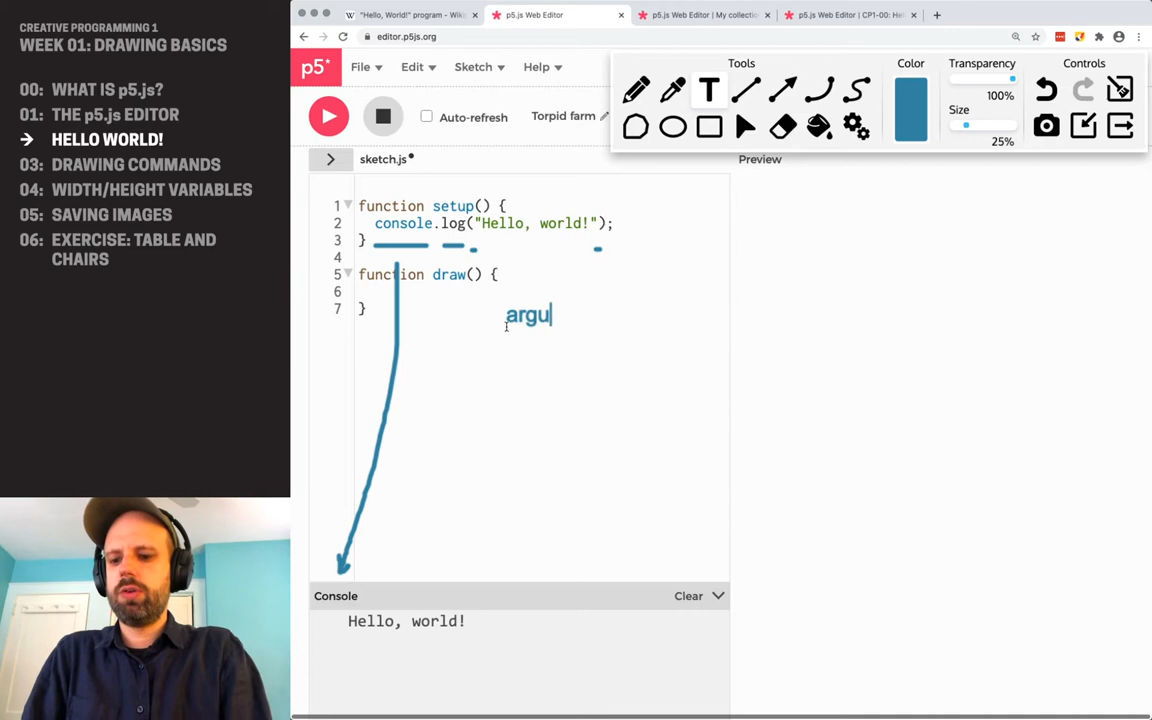 CREATIVE PROGRAMMING 1
WEEK 01: DRAWING BASICS
00: WHAT IS p5.js?
01: THE p5.js EDITOR
→ HELLO WORLD!
03: DRAWING COMMANDS
04: WIDTH/HEIGHT VARIABLES
05: SAVING IMAGES
06: EXERCISE: TABLE AND
CHAIRS
W "Hello, World!" program - Wiki
p5.js Web Editor
p5.js Web Editor | My collectio
p5.js Web Editor | CP1-00: Hel
editor.p5js.org
p5* File Edit Sketch Help
Auto-refresh Torpid farm
sketch.js
Preview
Tools
T
Color
Transparency
100%
Size
25%
Controls
1 function setup() {
2 console.log("Hello, world!");
3 }
4
5 function draw() {
6
7 }
argu
Console Clear
Hello, world!